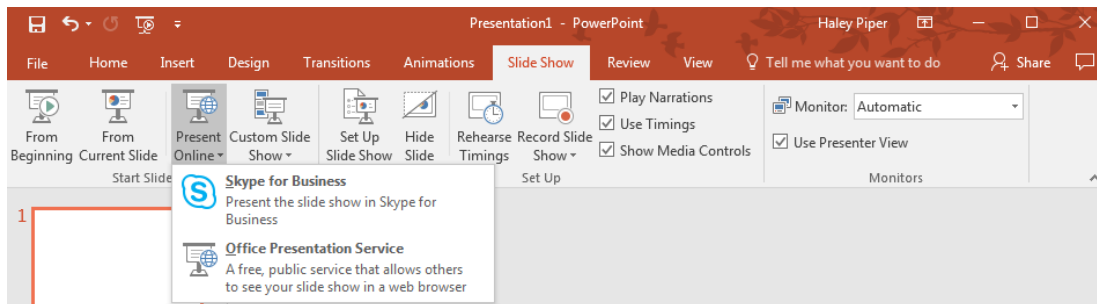 Presentation1 - PowerPoint
Haley Piper
File Home Insert Design Transitions Animations Slide Show Review View Tell me what you want to do Share
From Beginning
From Current Slide
Present Online
Custom Slide Show
Set Up Slide Show
Hide Slide
Rehearse Timings
Record Slide Show
Play Narrations
Use Timings
Show Media Controls
Monitor: Automatic
Use Presenter View
Start Slide
Set Up
Monitors
Skype for Business
Present the slide show in Skype for
Business
Office Presentation Service
A free, public service that allows others
to see your slide show in a web browser
1
S